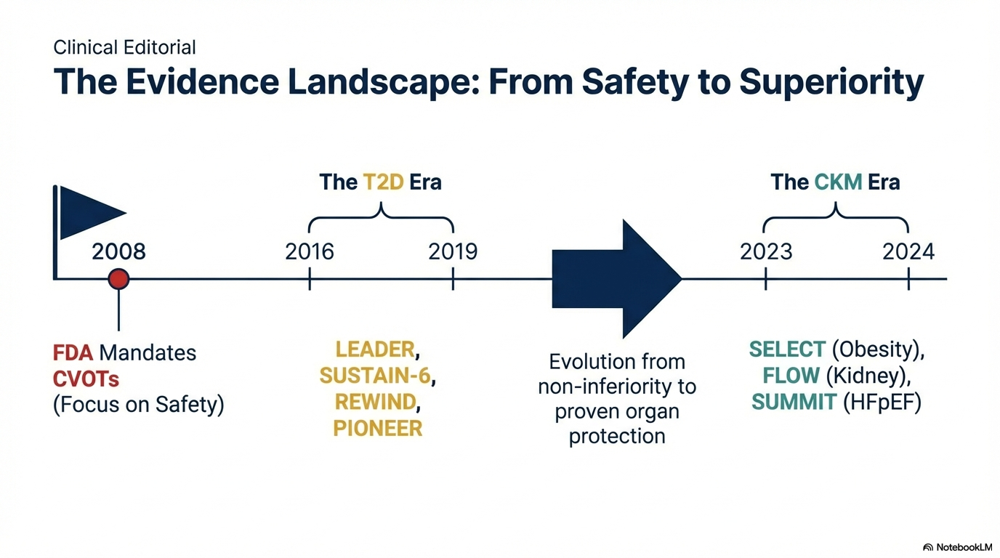 Clinical Editorial
The Evidence Landscape: From Safety to Superiority
The T2D Era
The CKM Era
2008
2016
2019
2023
2024
FDA Mandates
CVOTs
(Focus on Safety)
LEADER,
SUSTAIN-6,
REWIND,
PIONEER
Evolution from
non-inferiority to
proven organ
protection
SELECT (Obesity),
FLOW (Kidney),
SUMMIT (HFpEF)
NotebookLM